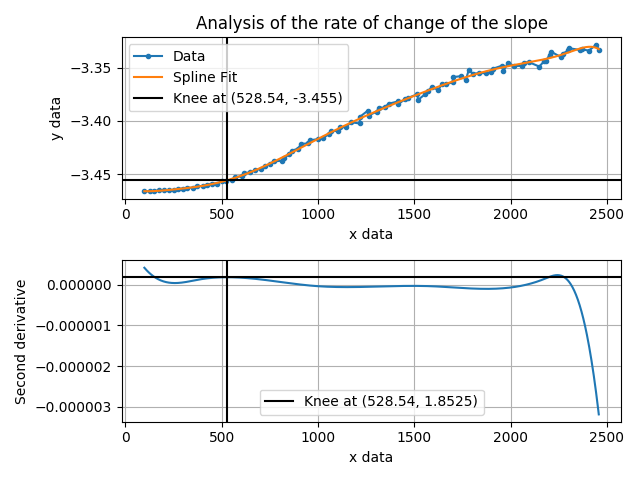 Analysis of the rate of change of the slope
Data
Spline Fit
Knee at (528.54, -3.455)
y data
−3.35
−3.40
−3.45
0 500 1000 1500 2000 2500
x data
Second derivative
0.000000
−0.000001
−0.000002
−0.000003
Knee at (528.54, 1.8525)
0 500 1000 1500 2000 2500
x data